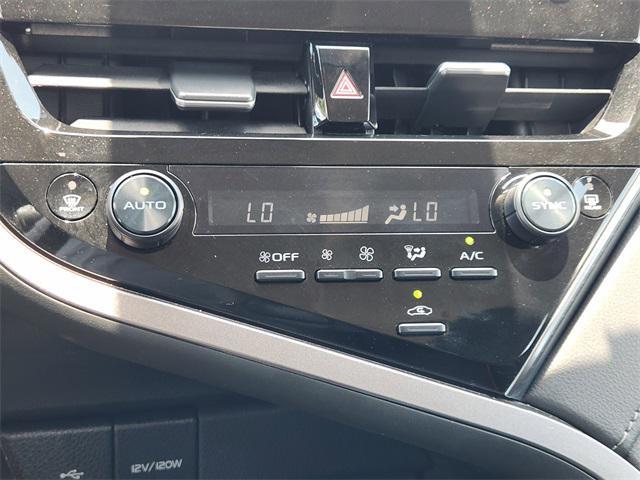 FRONT AUTO LO LO SYNC REAR
OFF A/C
12V/120W